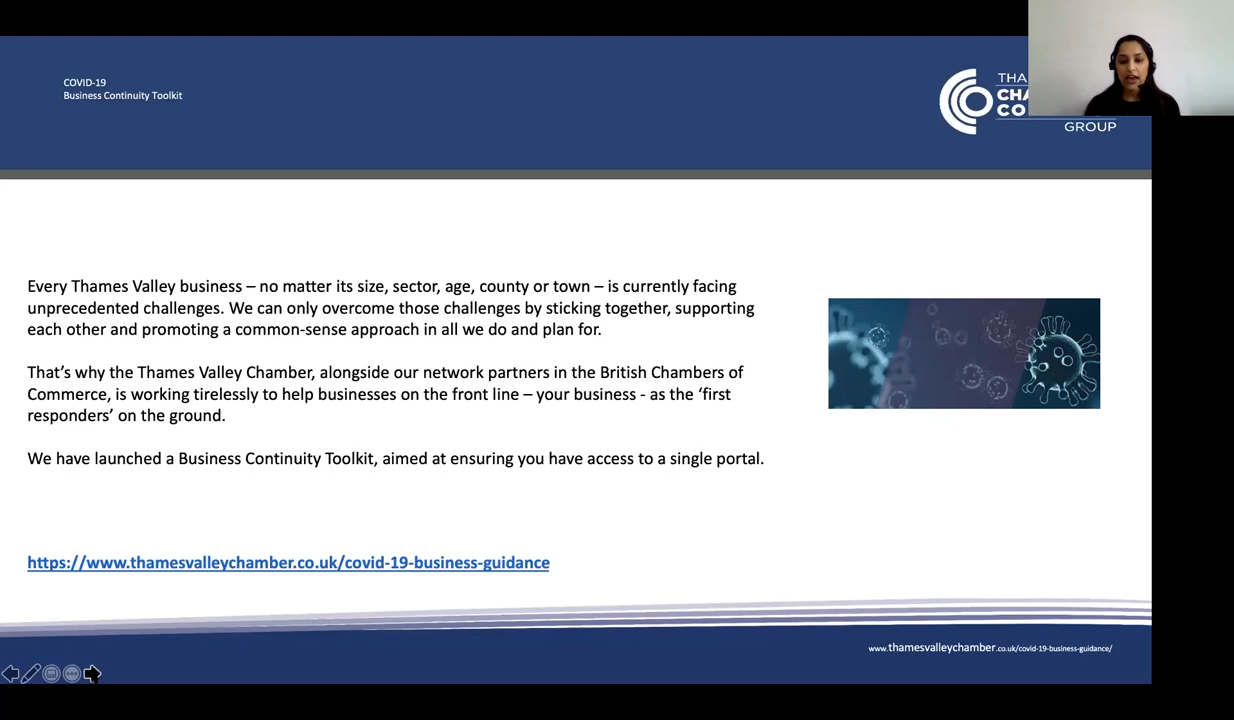 COVID-19
Business Continuity Toolkit
GROUP
Every Thames Valley business – no matter its size, sector, age, county or town – is currently facing
unprecedented challenges. We can only overcome those challenges by sticking together, supporting
each other and promoting a common-sense approach in all we do and plan for.
That's why the Thames Valley Chamber, alongside our network partners in the British Chambers of
Commerce, is working tirelessly to help businesses on the front line – your business - as the ‘first
responders’ on the ground.
We have launched a Business Continuity Toolkit, aimed at ensuring you have access to a single portal.
https://www.thamesvalleychamber.co.uk/covid-19-business-guidance
www.thamesvalleychamber.co.uk/covid-19-business-guidance/